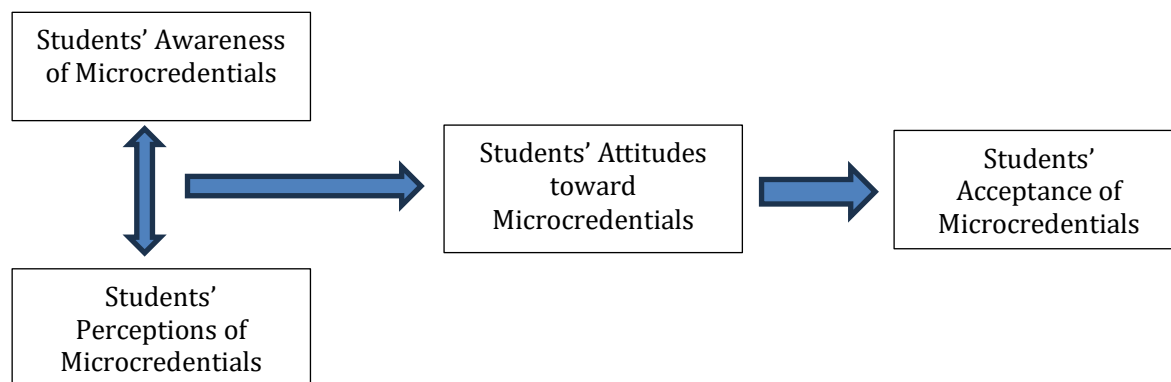 Students’ Awareness
of Microcredentials
Students’ Attitudes
toward
Microcredentials
Students’
Acceptance of
Microcredentials
Students’
Perceptions of
Microcredentials